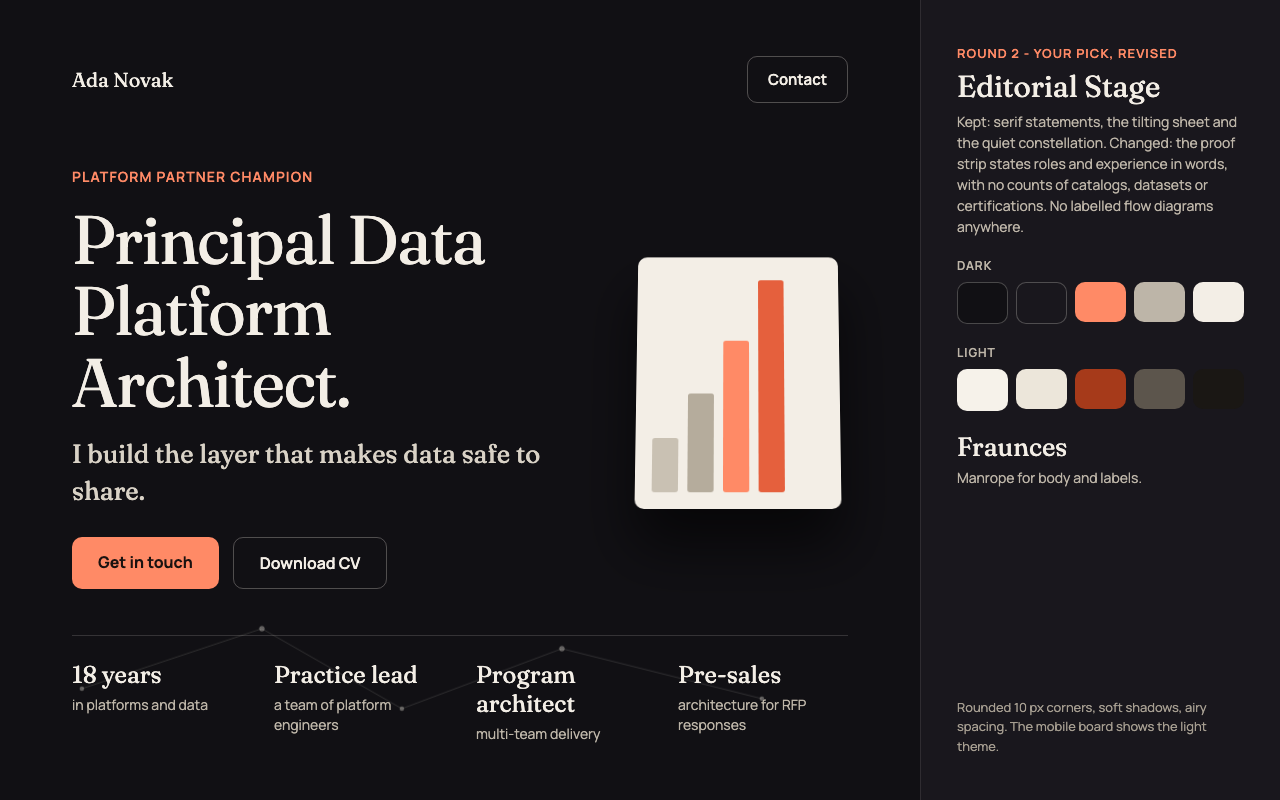 Ada Novak
Contact
PLATFORM PARTNER CHAMPION
Principal Data
Platform
Architect.
I build the layer that makes data safe to
share.
Get in touch
Download CV
18 years
in platforms and data
Practice lead
a team of platform
engineers
Program
architect
multi-team delivery
Pre-sales
architecture for RFP
responses
ROUND 2 - YOUR PICK, REVISED
Editorial Stage
Kept: serif statements, the tilting sheet and
the quiet constellation. Changed: the proof
strip states roles and experience in words,
with no counts of catalogs, datasets or
certifications. No labelled flow diagrams
anywhere.
DARK
LIGHT
Fraunces
Manrope for body and labels.
Rounded 10 px corners, soft shadows, airy
spacing. The mobile board shows the light
theme.